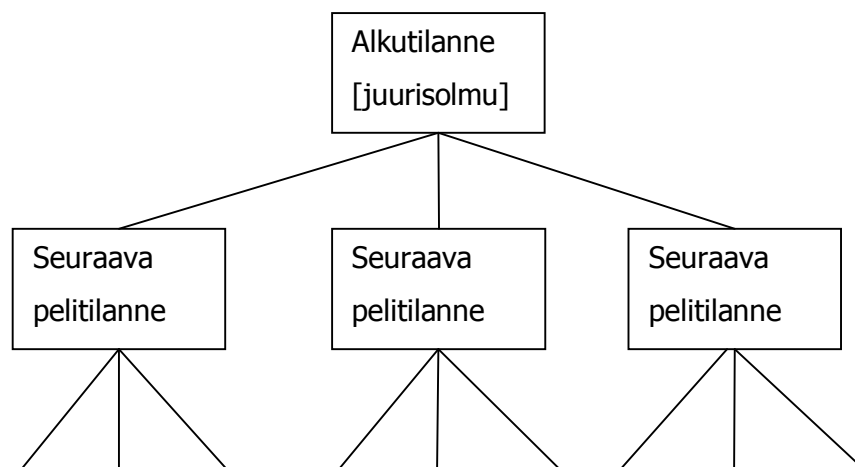 Alkutilanne
[juurisolmu]
Seuraava
pelitilanne
Seuraava
pelitilanne
Seuraava
pelitilanne